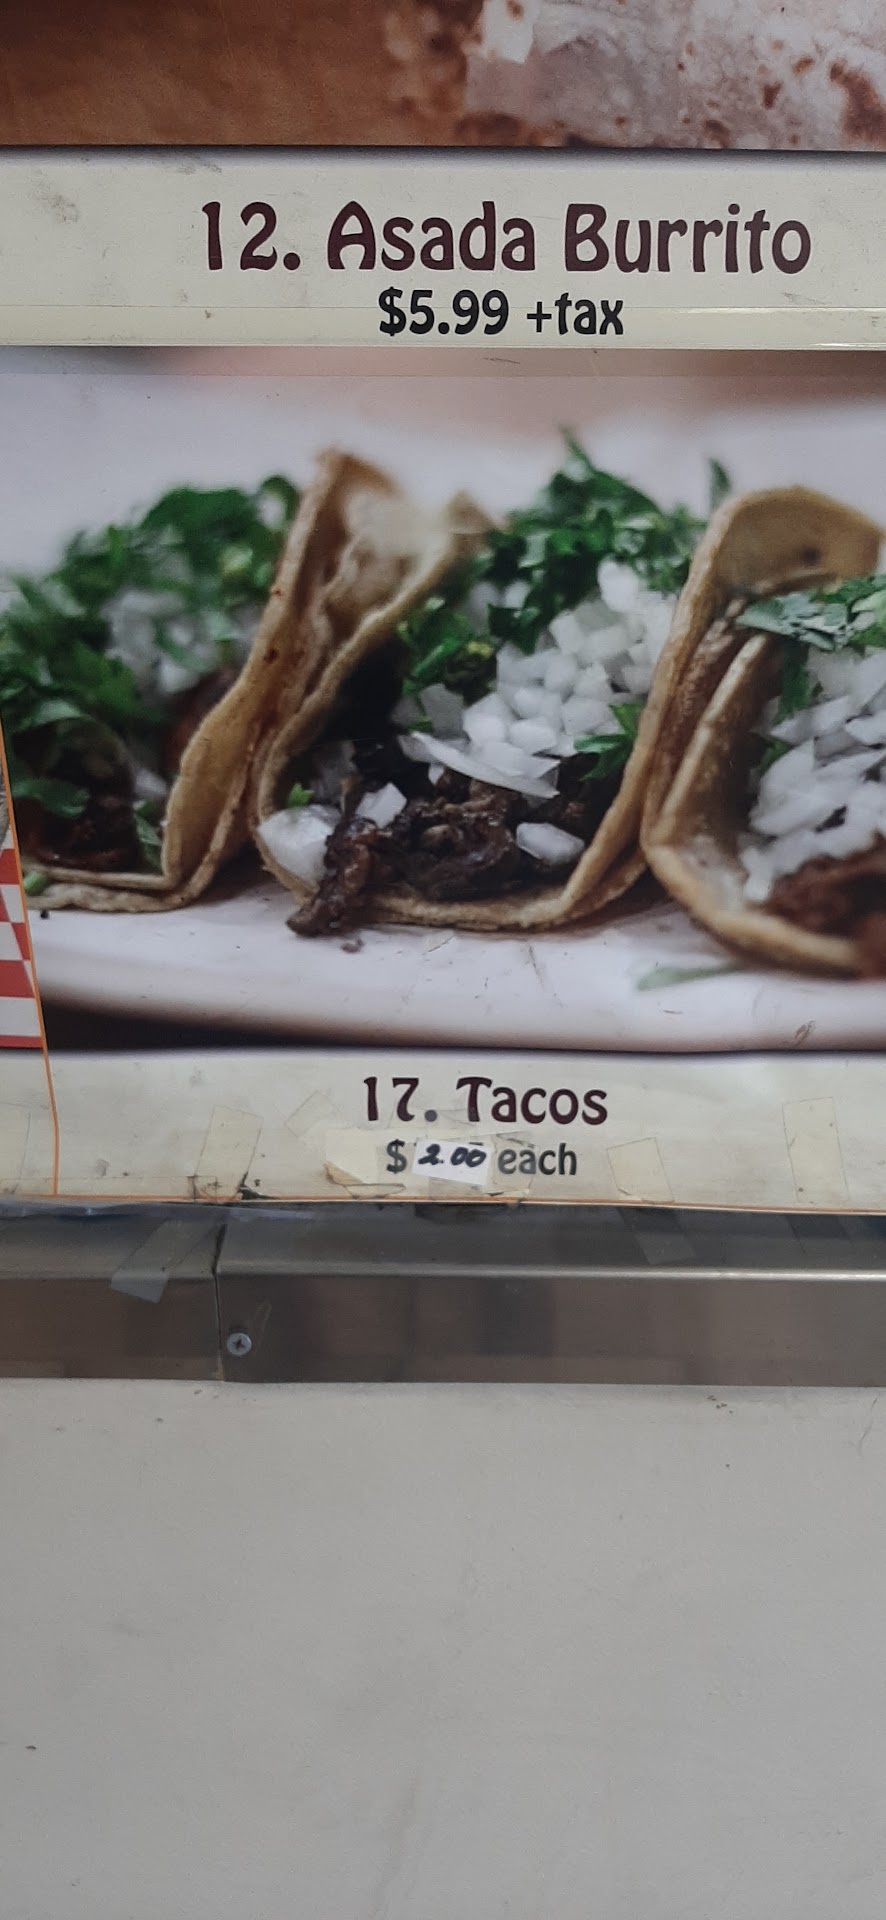 12. Asada Burrito
$5.99 +tax
17. Tacos
$ 2.00 each